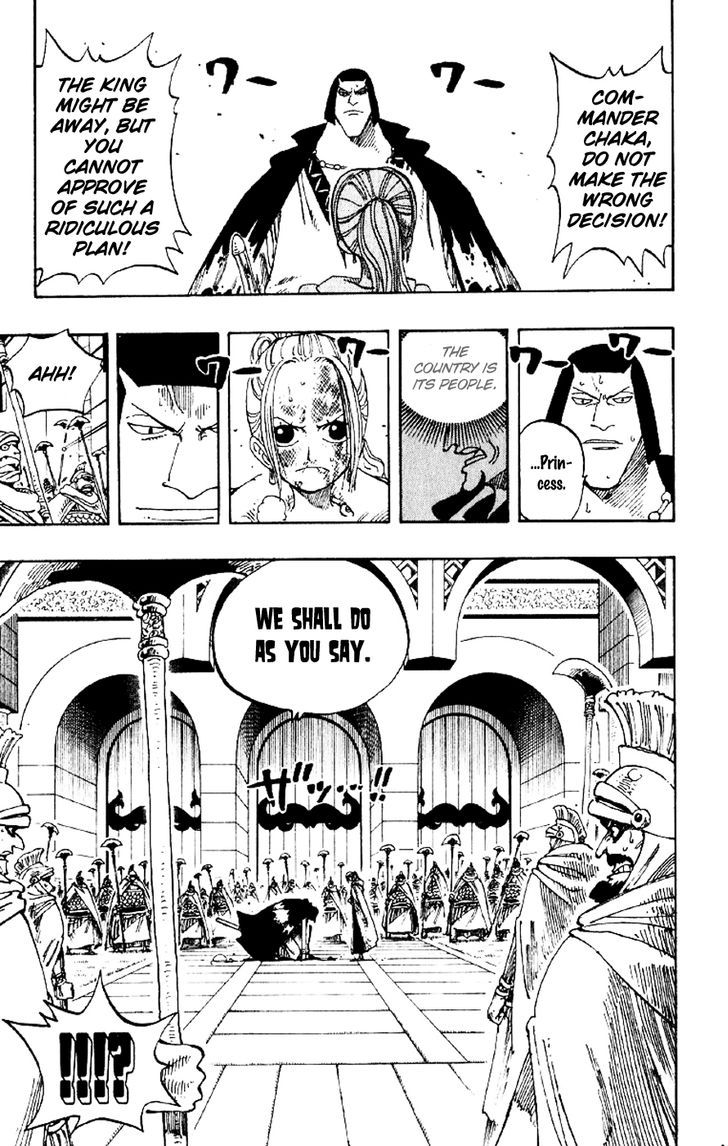 COM-
MANDER
CHAKA,
DO NOT
MAKE THE
WRONG
DECISION!
ワー
ワー
THE KING
MIGHT BE
AWAY, BUT
YOU
CANNOT
APPROVE
OF SUCH A
RIDICULOUS
PLAN!
ワー
...Prin-
cess.
THE
COUNTRY IS
ITS PEOPLE.
ワー
ワー
AHH!
WE SHALL DO
AS YOU SAY.
ザッ...!!
!!!?